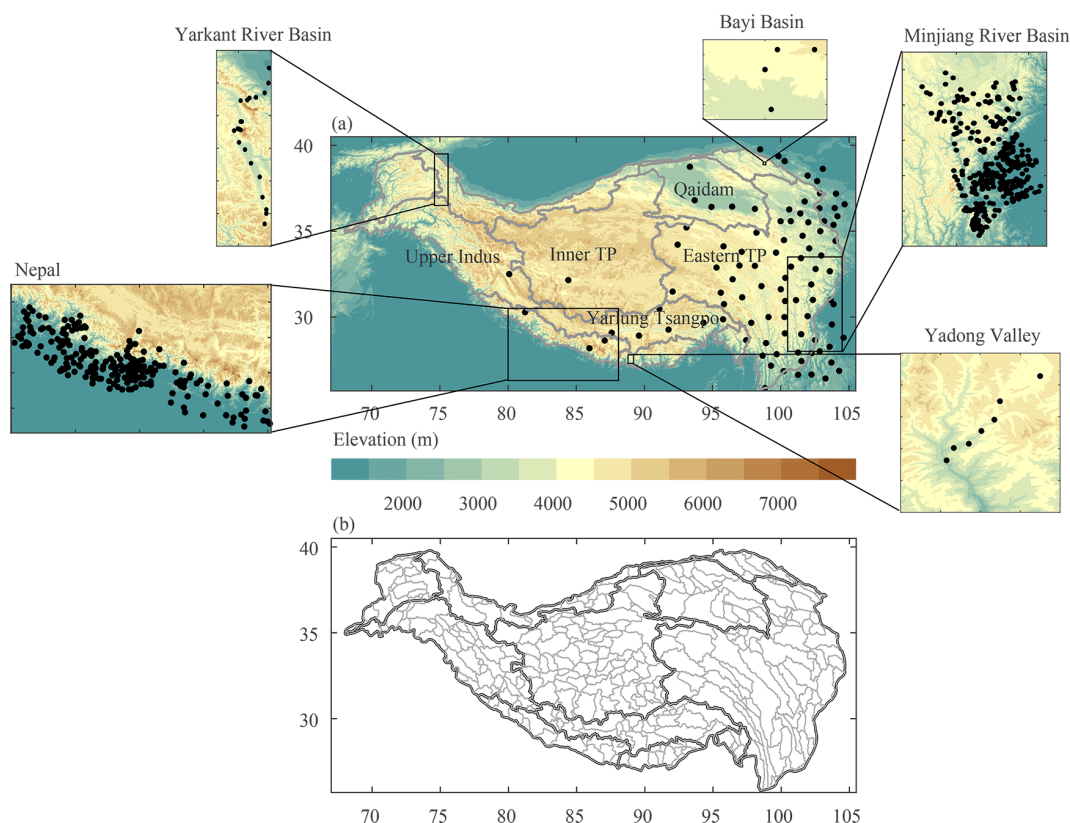 Bayi Basin
Yarkant River Basin
Minjiang River Basin
(a)
40
Qaidam
35
Upper Indus
Inner TP
Eastern TP
Nepal
30
Yarlung Tsangpo
Yadong Valley
70 75 80 85 90 95 100 105
Elevation (m)
2000 3000 4000 5000 6000 7000
(b)
40
35
30
70 75 80 85 90 95 100 105